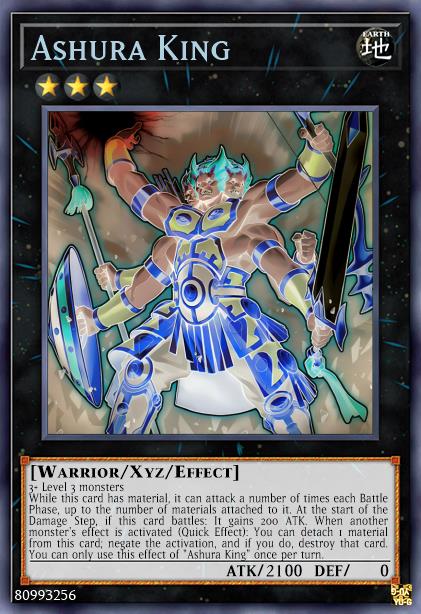 ASHURA KING
EARTH
地
[WARRIOR/XYZ/EFFECT]
3+ Level 3 monsters
While this card has material, it can attack a number of times each Battle
Phase, up to the number of materials attached to it. At the start of the
Damage Step, if this card battles: It gains 200 ATK. When another
monster's effect is activated (Quick Effect): You can detach 1 material
from this card; negate the activation, and if you do, destroy that card.
You can only use this effect of "Ashura King" once per turn.
ATK/2100 DEF/ 0
80993256